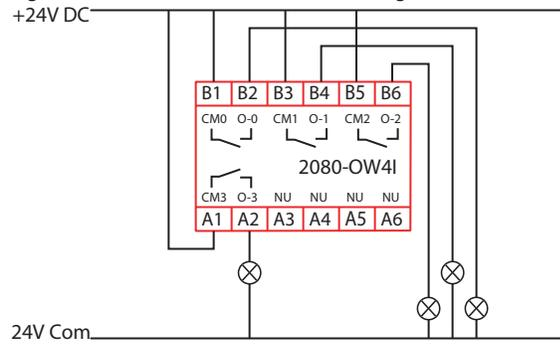 +24V DC
B1 B2 B3 B4 B5 B6
CM0 O-0 CM1 O-1 CM2 O-2
2080-OW4I
CM3 O-3 NU NU NU NU
A1 A2 A3 A4 A5 A6
24V Com